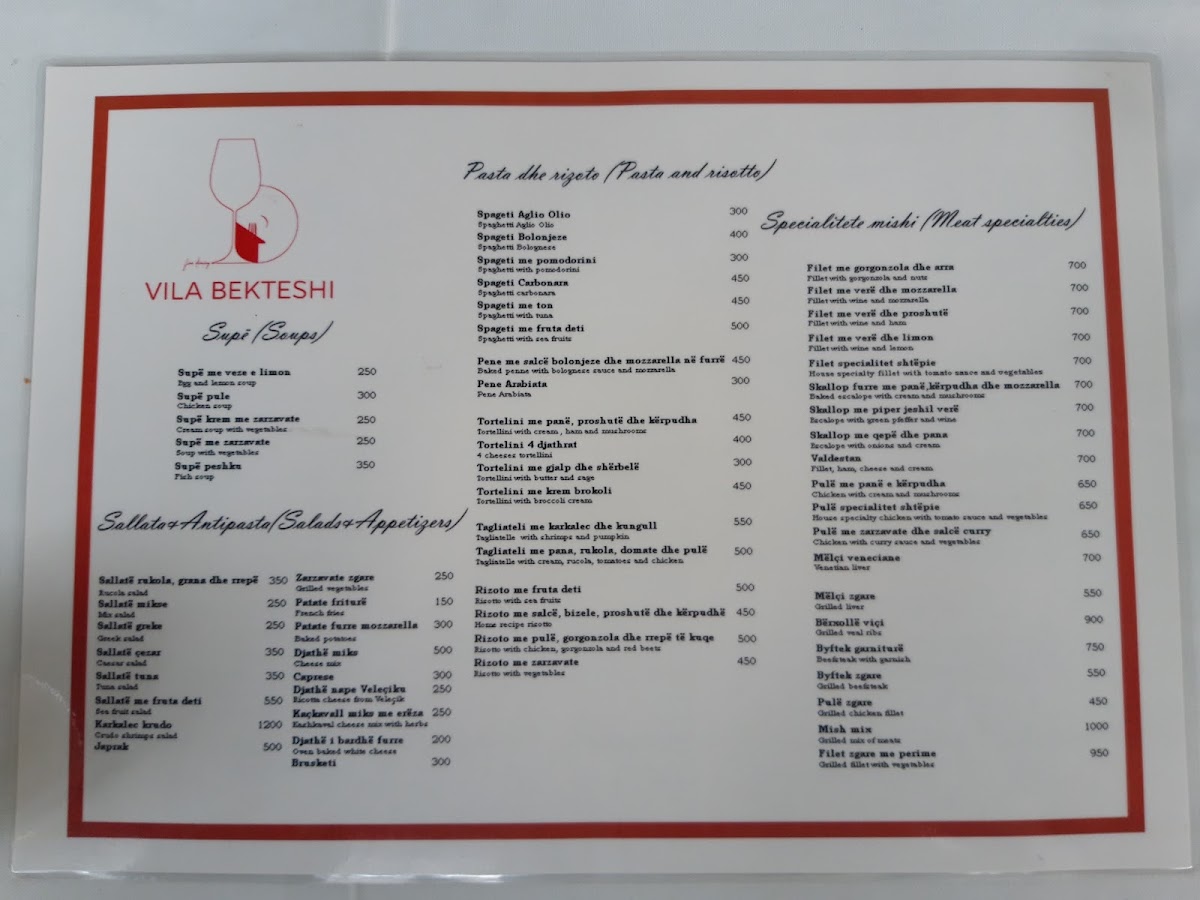 VILA BEKTESHI
Supë (Soups)
Supë me veze e limon 250
Egg and lemon soup
Supë pule 300
Chicken soup
Supë krem me zarzavate 250
Cream soup with vegetables
Supë me zarzavate 250
Soup with vegetables
Supë peshku 350
Fish soup
Sallata&Antipasta(Salads&Appetizers)
Sallatë rukola, grana dhe rrepë 350
Rucola salad
Sallatë mikse 250
Mix salad
Sallatë greke 250
Greek salad
Sallatë çezar 350
Caesar salad
Sallatë tuna 350
Tuna salad
Sallatë me fruta deti 550
Sea fruit salad
Karkalec krudo 1200
Crudo shrimps salad
Japrak 500
Zarzavate zgare 250
Grilled vegetables
Patate friturë 150
French fries
Patate furre mozzarella 300
Baked potatoes
Djathë miks 500
Cheese mix
Caprese 300
Djathë nape Veleçiku 250
Ricotta cheese from Veleçik
Kaçkavall miks me erëza 250
Kashkaval cheese mix with herbs
Djathë i bardhë furre 200
Oven baked white cheese
Brusketi 300
Pasta dhe rizoto (Pasta and risotto)
Spageti Aglio Olio 300
Spaghetti Aglio Olio
Spageti Bolonjeze 400
Spaghetti Bolognese
Spageti me pomodorini 300
Spaghetti with pomodorini
Spageti Carbonara 450
Spaghetti carbonara
Spageti me ton 450
Spaghetti with tuna
Spageti me fruta deti 500
Spaghetti with sea fruits
Pene me salcë bolonjeze dhe mozzarella në furrë 450
Baked penne with bolognese sauce and mozzarella
Pene Arabiata 300
Pene Arabiata
Tortelini me panë, proshutë dhe kërpudha 450
Tortellini with cream , ham and mushrooms
Tortelini 4 djathrat 400
4 cheeses tortellini
Tortelini me gjalp dhe shërbelë 300
Tortellini with butter and sage
Tortelini me krem brokoli 450
Tortellini with broccoli cream
Tagliateli me karkalec dhe kungull 550
Tagliatelle with shrimps and pumpkin
Tagliateli me pana, rukola, domate dhe pulë 500
Tagliatelle with cream, rucola, tomatoes and chicken
Rizoto me fruta deti 500
Risotto with sea fruits
Rizoto me salcë, bizele, proshutë dhe kërpudhë 450
Home recipe risotto
Rizoto me pulë, gorgonzola dhe rrepë të kuqe 500
Risotto with chicken, gorgonzola and red beets
Rizoto me zarzavate 450
Risotto with vegetables
Specialitete mishi (Meat specialties)
Filet me gorgonzola dhe arra 700
Fillet with gorgonzola and nuts
Filet me verë dhe mozzarella 700
Fillet with wine and mozzarella
Filet me verë dhe proshutë 700
Fillet with wine and ham
Filet me verë dhe limon 700
Fillet with wine and lemon
Filet specialitet shtëpie 700
House specialty fillet with tomato sauce and vegetables
Skallop furre me panë,kërpudha dhe mozzarella 700
Baked escalope with cream and mushrooms
Skallop me piper jeshil verë 700
Escalope with green pfeffer and wine
Skallop me qepë dhe pana 700
Escalope with onions and cream
Valdestan 700
Fillet, ham, cheese and cream
Pulë me panë e kërpudha 650
Chicken with cream and mushrooms
Pulë specialitet shtëpie 650
House specialty chicken with tomato sauce and vegetables
Pulë me zarzavate dhe salcë curry 650
Chicken with curry sauce and vegetables
Mëlçi veneciane 700
Venetian liver
Mëlçi zgare 550
Grilled liver
Bërxollë viçi 900
Grilled veal ribs
Byftek garniturë 750
Beefsteak with garnish
Byftek zgare 550
Grilled beefsteak
Pulë zgare 450
Grilled chicken fillet
Mish mix 1000
Grilled mix of meats
Filet zgare me perime 950
Grilled fillet with vegetables